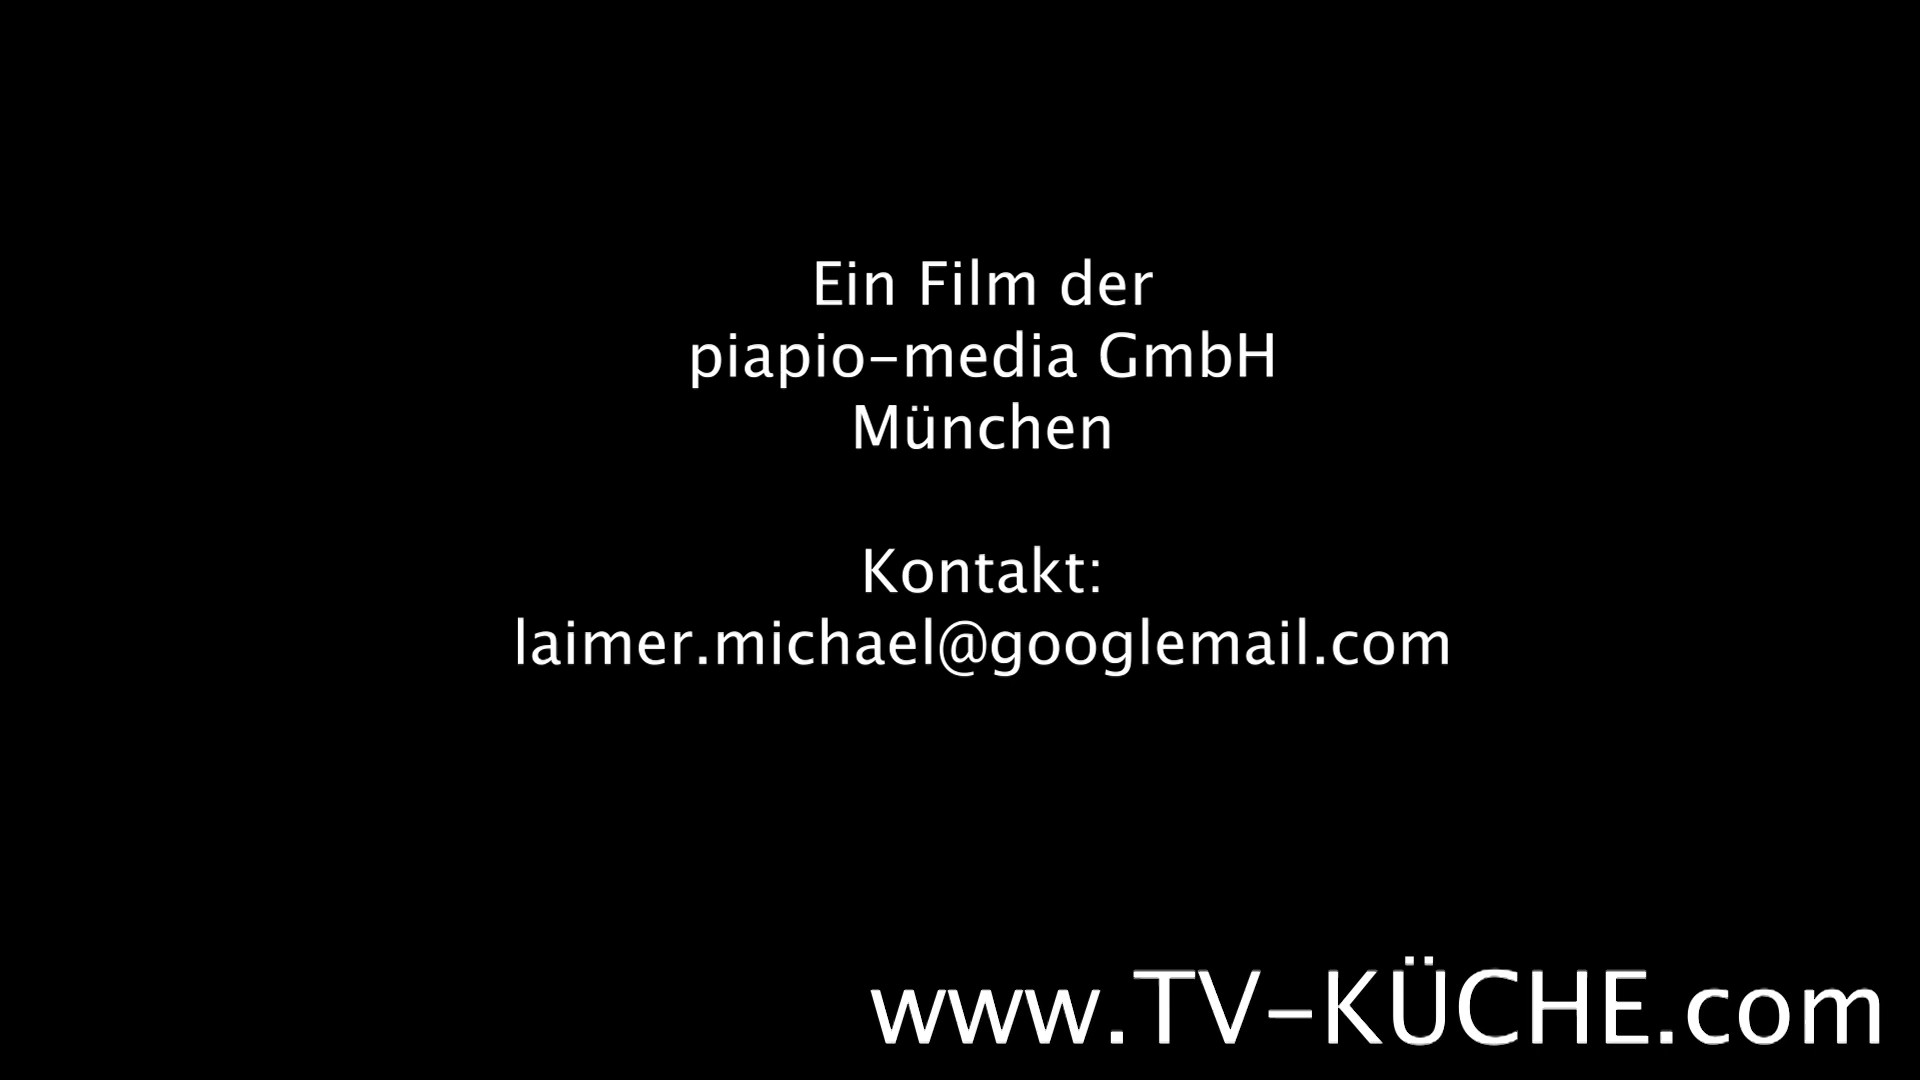 Ein Film der
piapio-media GmbH
München
Kontakt:
laimer.michael@googlemail.com
www.TV-KÜCHE.com